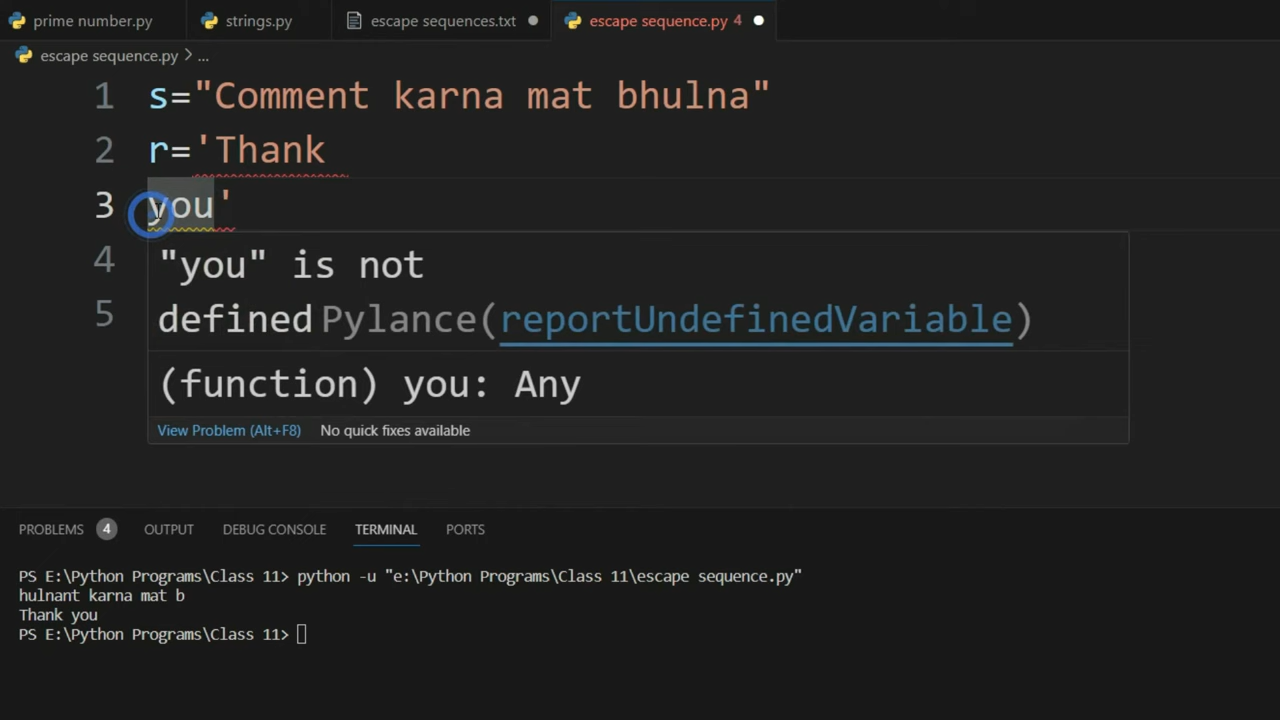 prime number.py strings.py escape sequences.txt escape sequence.py 4
escape sequence.py > ...
1 s="Comment karna mat bhulna"
2 r='Thank
3 you'
4 "you" is not
defined Pylance(reportUndefinedVariable)
5
(function) you: Any
View Problem (Alt+F8) No quick fixes available
PROBLEMS 4 OUTPUT DEBUG CONSOLE TERMINAL PORTS
PS E:\Python Programs\Class 11> python -u "e:\Python Programs\Class 11\escape sequence.py"
hulnant karna mat b
Thank you
PS E:\Python Programs\Class 11>